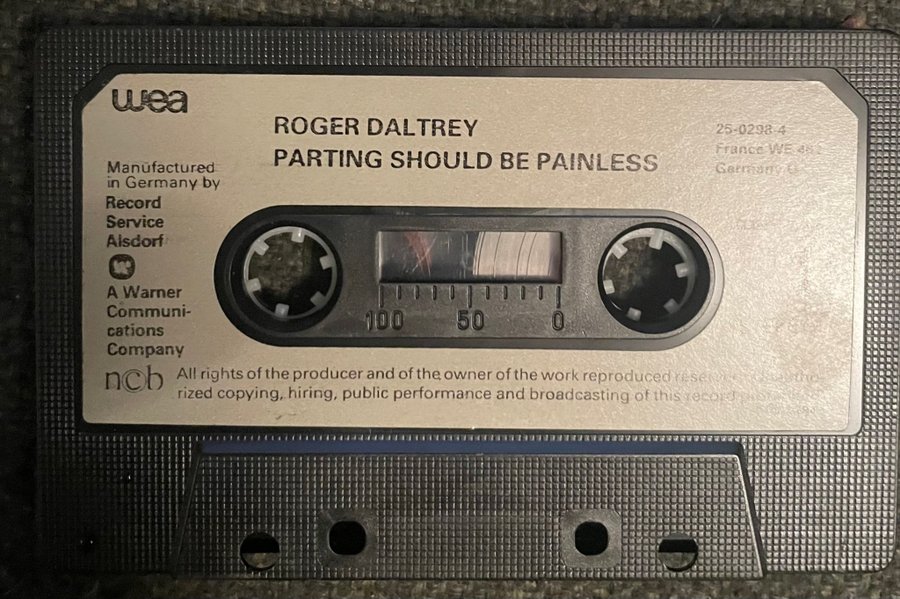 wea
ROGER DALTREY
PARTING SHOULD BE PAINLESS
25-0298-4
France WE
Germany
Manufactured
in Germany by
Record
Service
Alsdorf
A Warner
Communi-
cations
Company
100 50 0
ncb
All rights of the producer and of the owner of the work reproduced
rized copying, hiring, public performance and broadcasting of this record